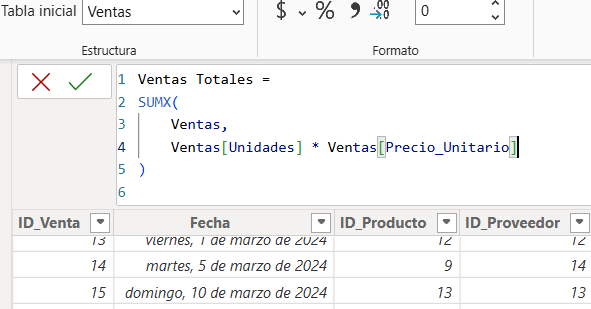 Tabla inicial Ventas
$ % , .00 0
Estructura Formato
1 Ventas Totales =
2 SUMX(
3 Ventas,
4 Ventas[Unidades] * Ventas[Precio_Unitario]
5 )
6
ID_Venta Fecha ID_Producto ID_Proveedor
13 viernes, 1 de marzo de 2024 12 12
14 martes, 5 de marzo de 2024 9 14
15 domingo, 10 de marzo de 2024 13 13